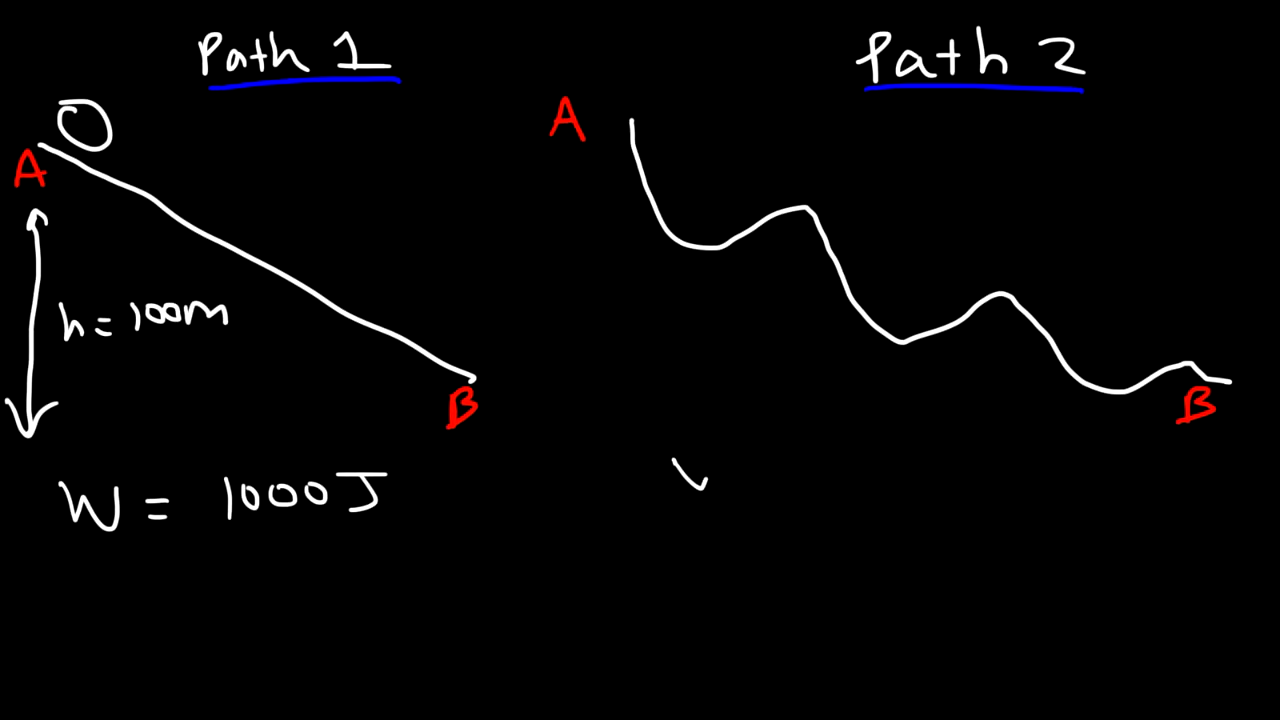 Path 1
Path 2
A
A
h = 100m
B
B
W = 1000J